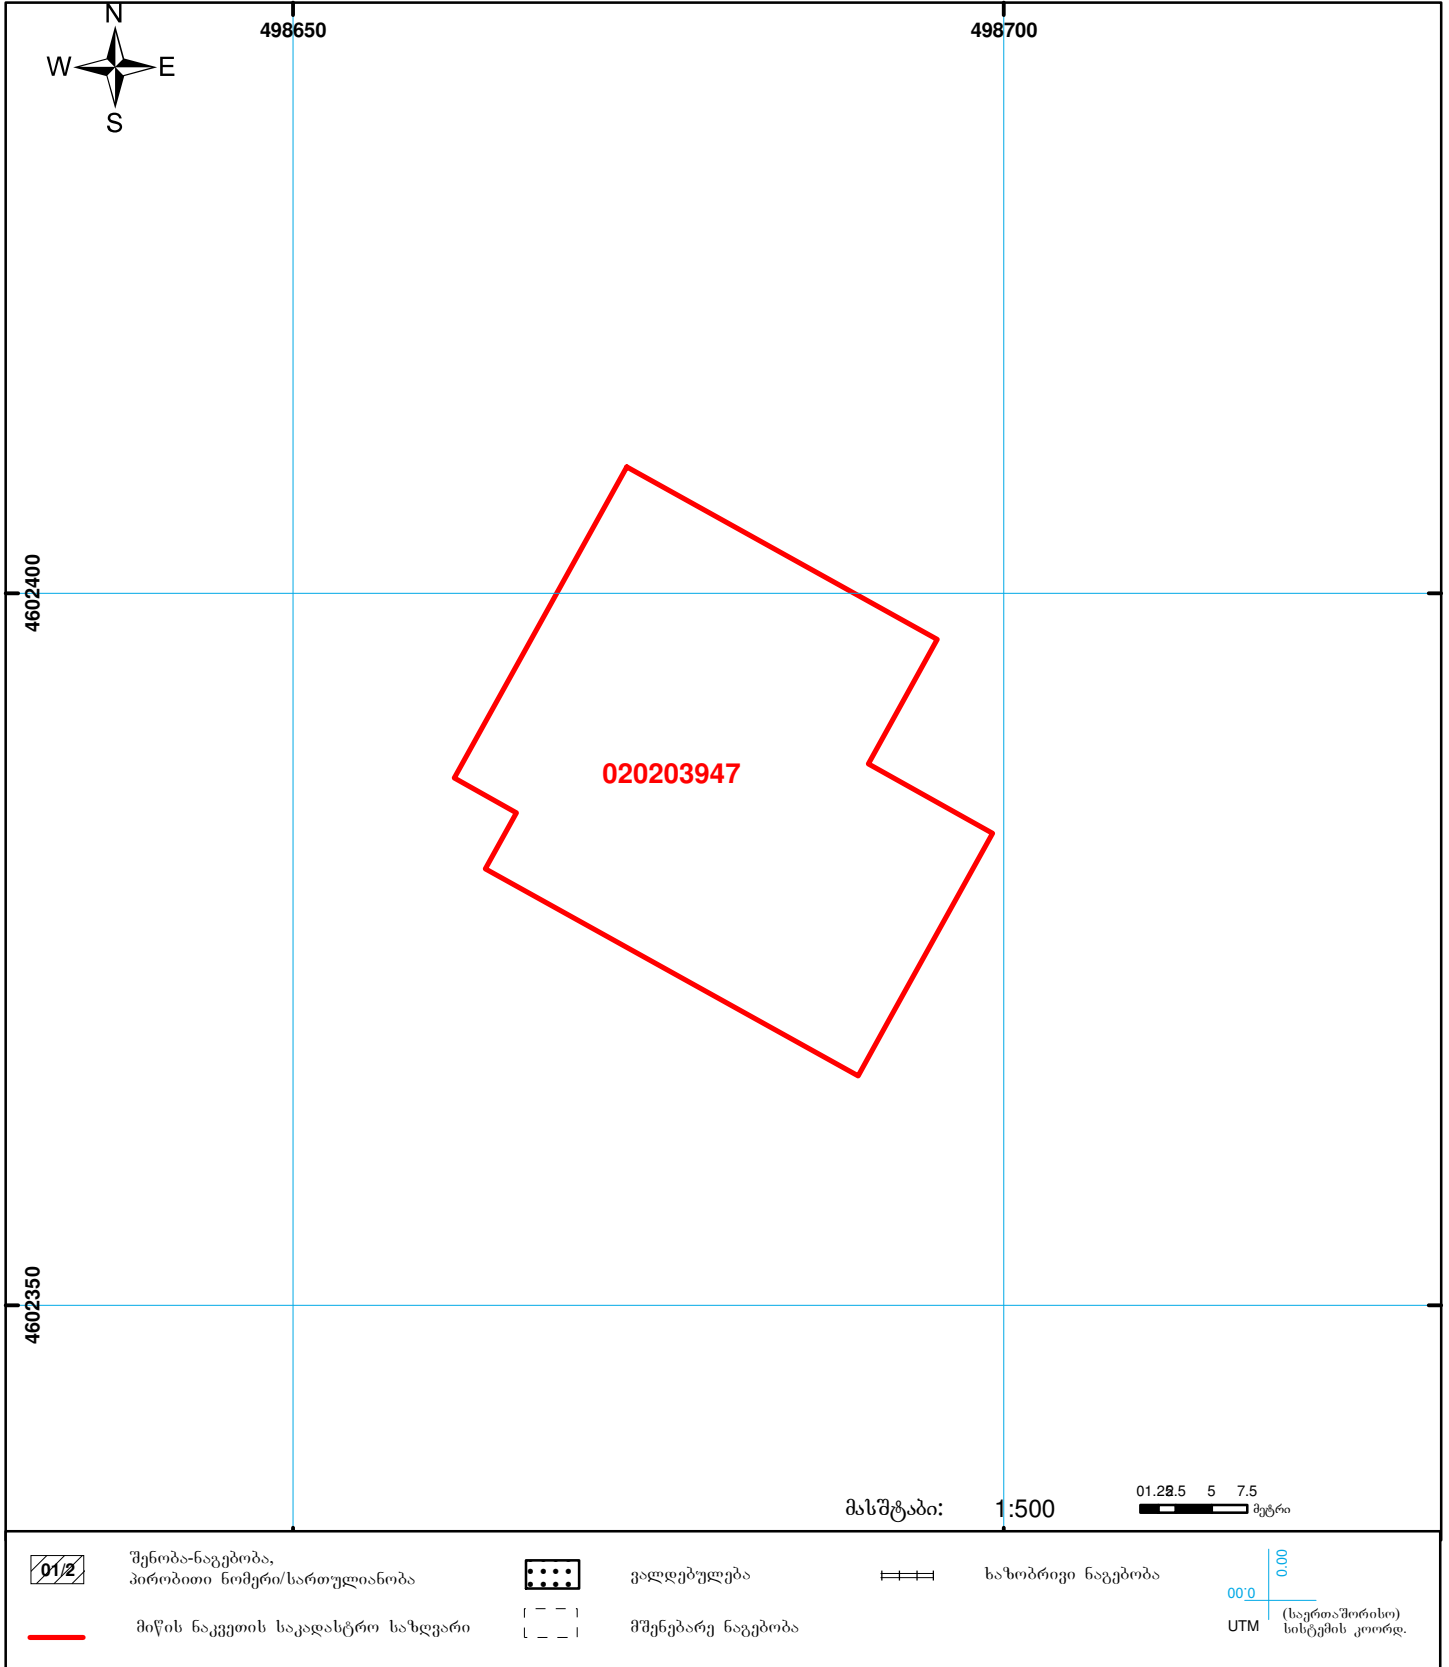 N
W E
S
498650
498700
4602400
020203947
4602350
მასშტაბი: 1:500
01.252.5 5 7.5
მეტრი
01/2
შენობა-ნაგებობა,
პირობითი ნომერი/სართულიანობა
ვალდებულება
ხაზობრივი ნაგებობა
მიწის ნაკვეთის საკადასტრო საზღვარი
მშენებარე ნაგებობა
0.00
0.00
UTM (საერთაშორისო)
სისტემის კოორდ.